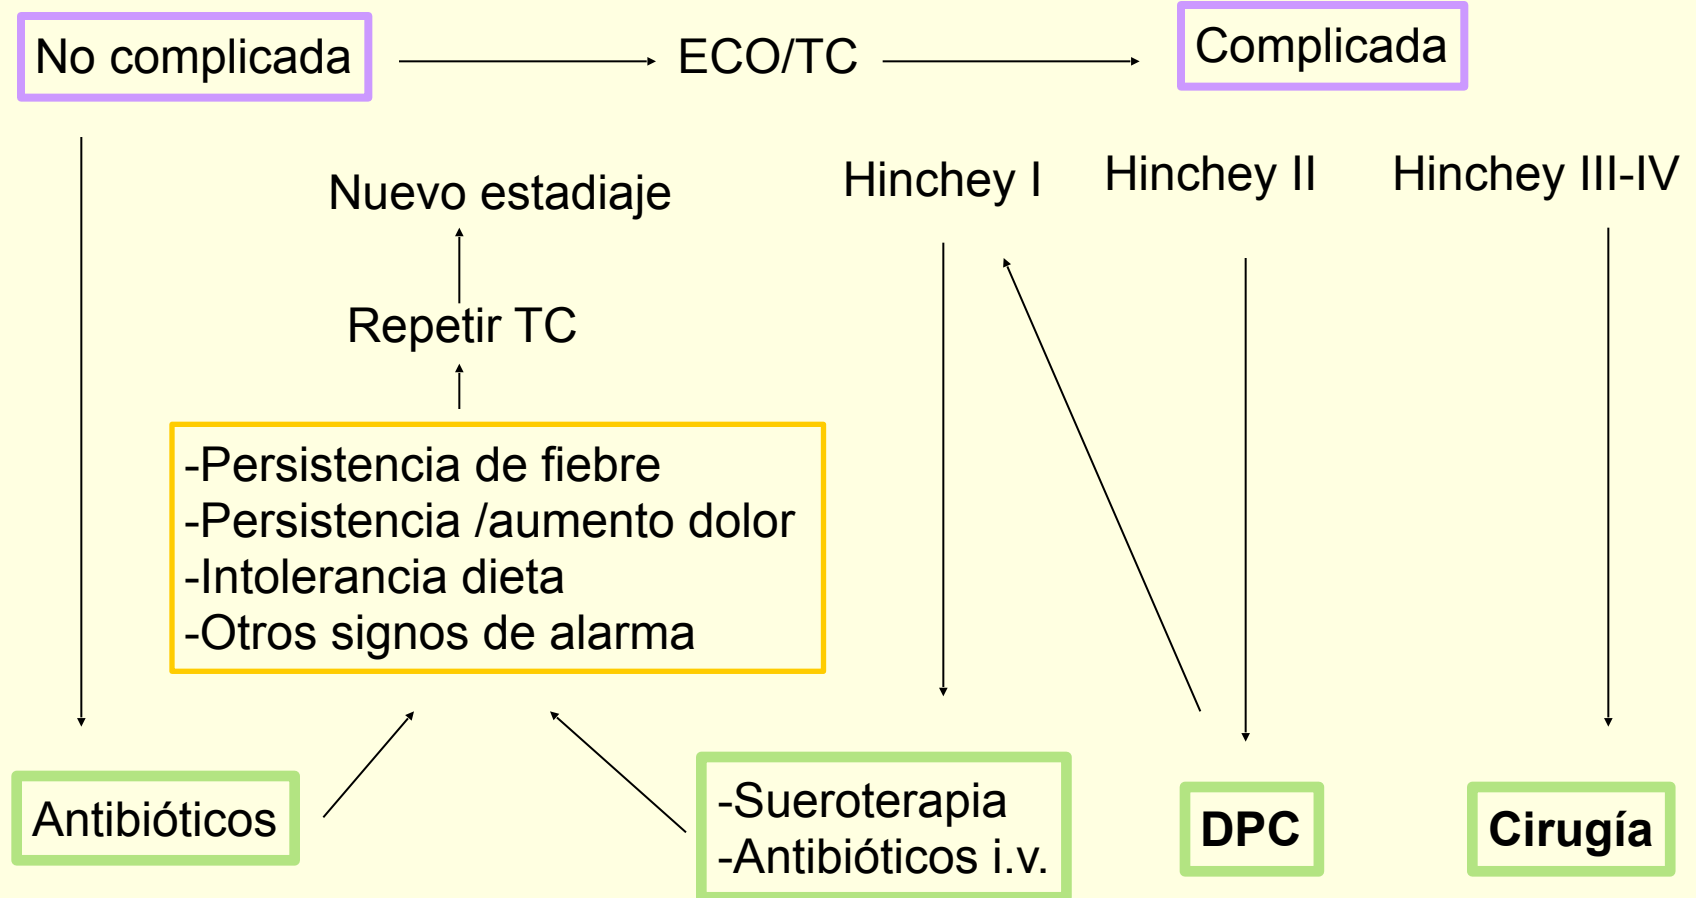 No complicada
ECO/TC
Complicada
Hinchey I
Hinchey II
Hinchey III-IV
Nuevo estadiaje
Repetir TC
-Persistencia de fiebre
-Persistencia /aumento dolor
-Intolerancia dieta
-Otros signos de alarma
Antibióticos
-Sueroterapia
-Antibióticos i.v.
DPC
Cirugía